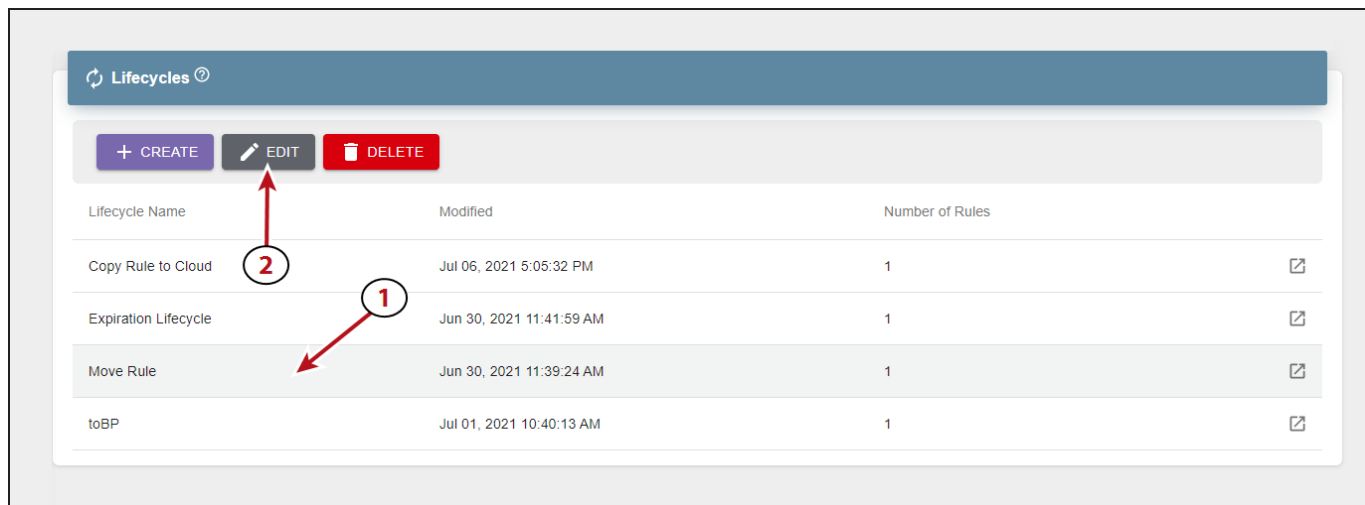 Lifecycles ?
+ CREATE EDIT DELETE
Lifecycle Name Modified Number of Rules
Copy Rule to Cloud 2 Jul 06, 2021 5:05:32 PM 1
1
Expiration Lifecycle Jun 30, 2021 11:41:59 AM 1
Move Rule Jun 30, 2021 11:39:24 AM 1
toBP Jul 01, 2021 10:40:13 AM 1